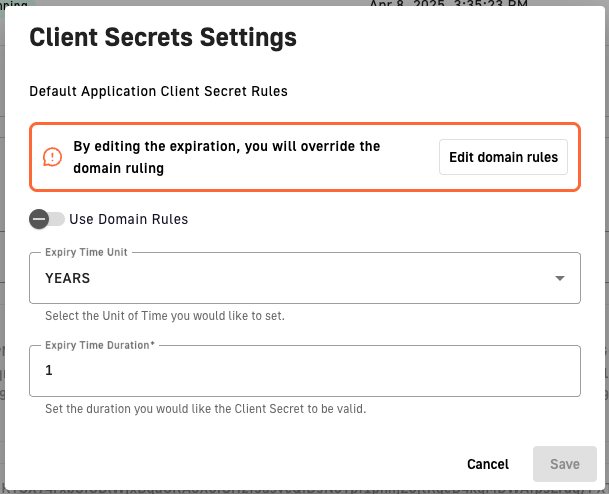 Apr 8, 2025, 3:35:23 PM
Client Secrets Settings
Default Application Client Secret Rules
By editing the expiration, you will override the
domain ruling
Edit domain rules
Use Domain Rules
Expiry Time Unit
YEARS
Select the Unit of Time you would like to set.
Expiry Time Duration*
1
Set the duration you would like the Client Secret to be valid.
Cancel
Save